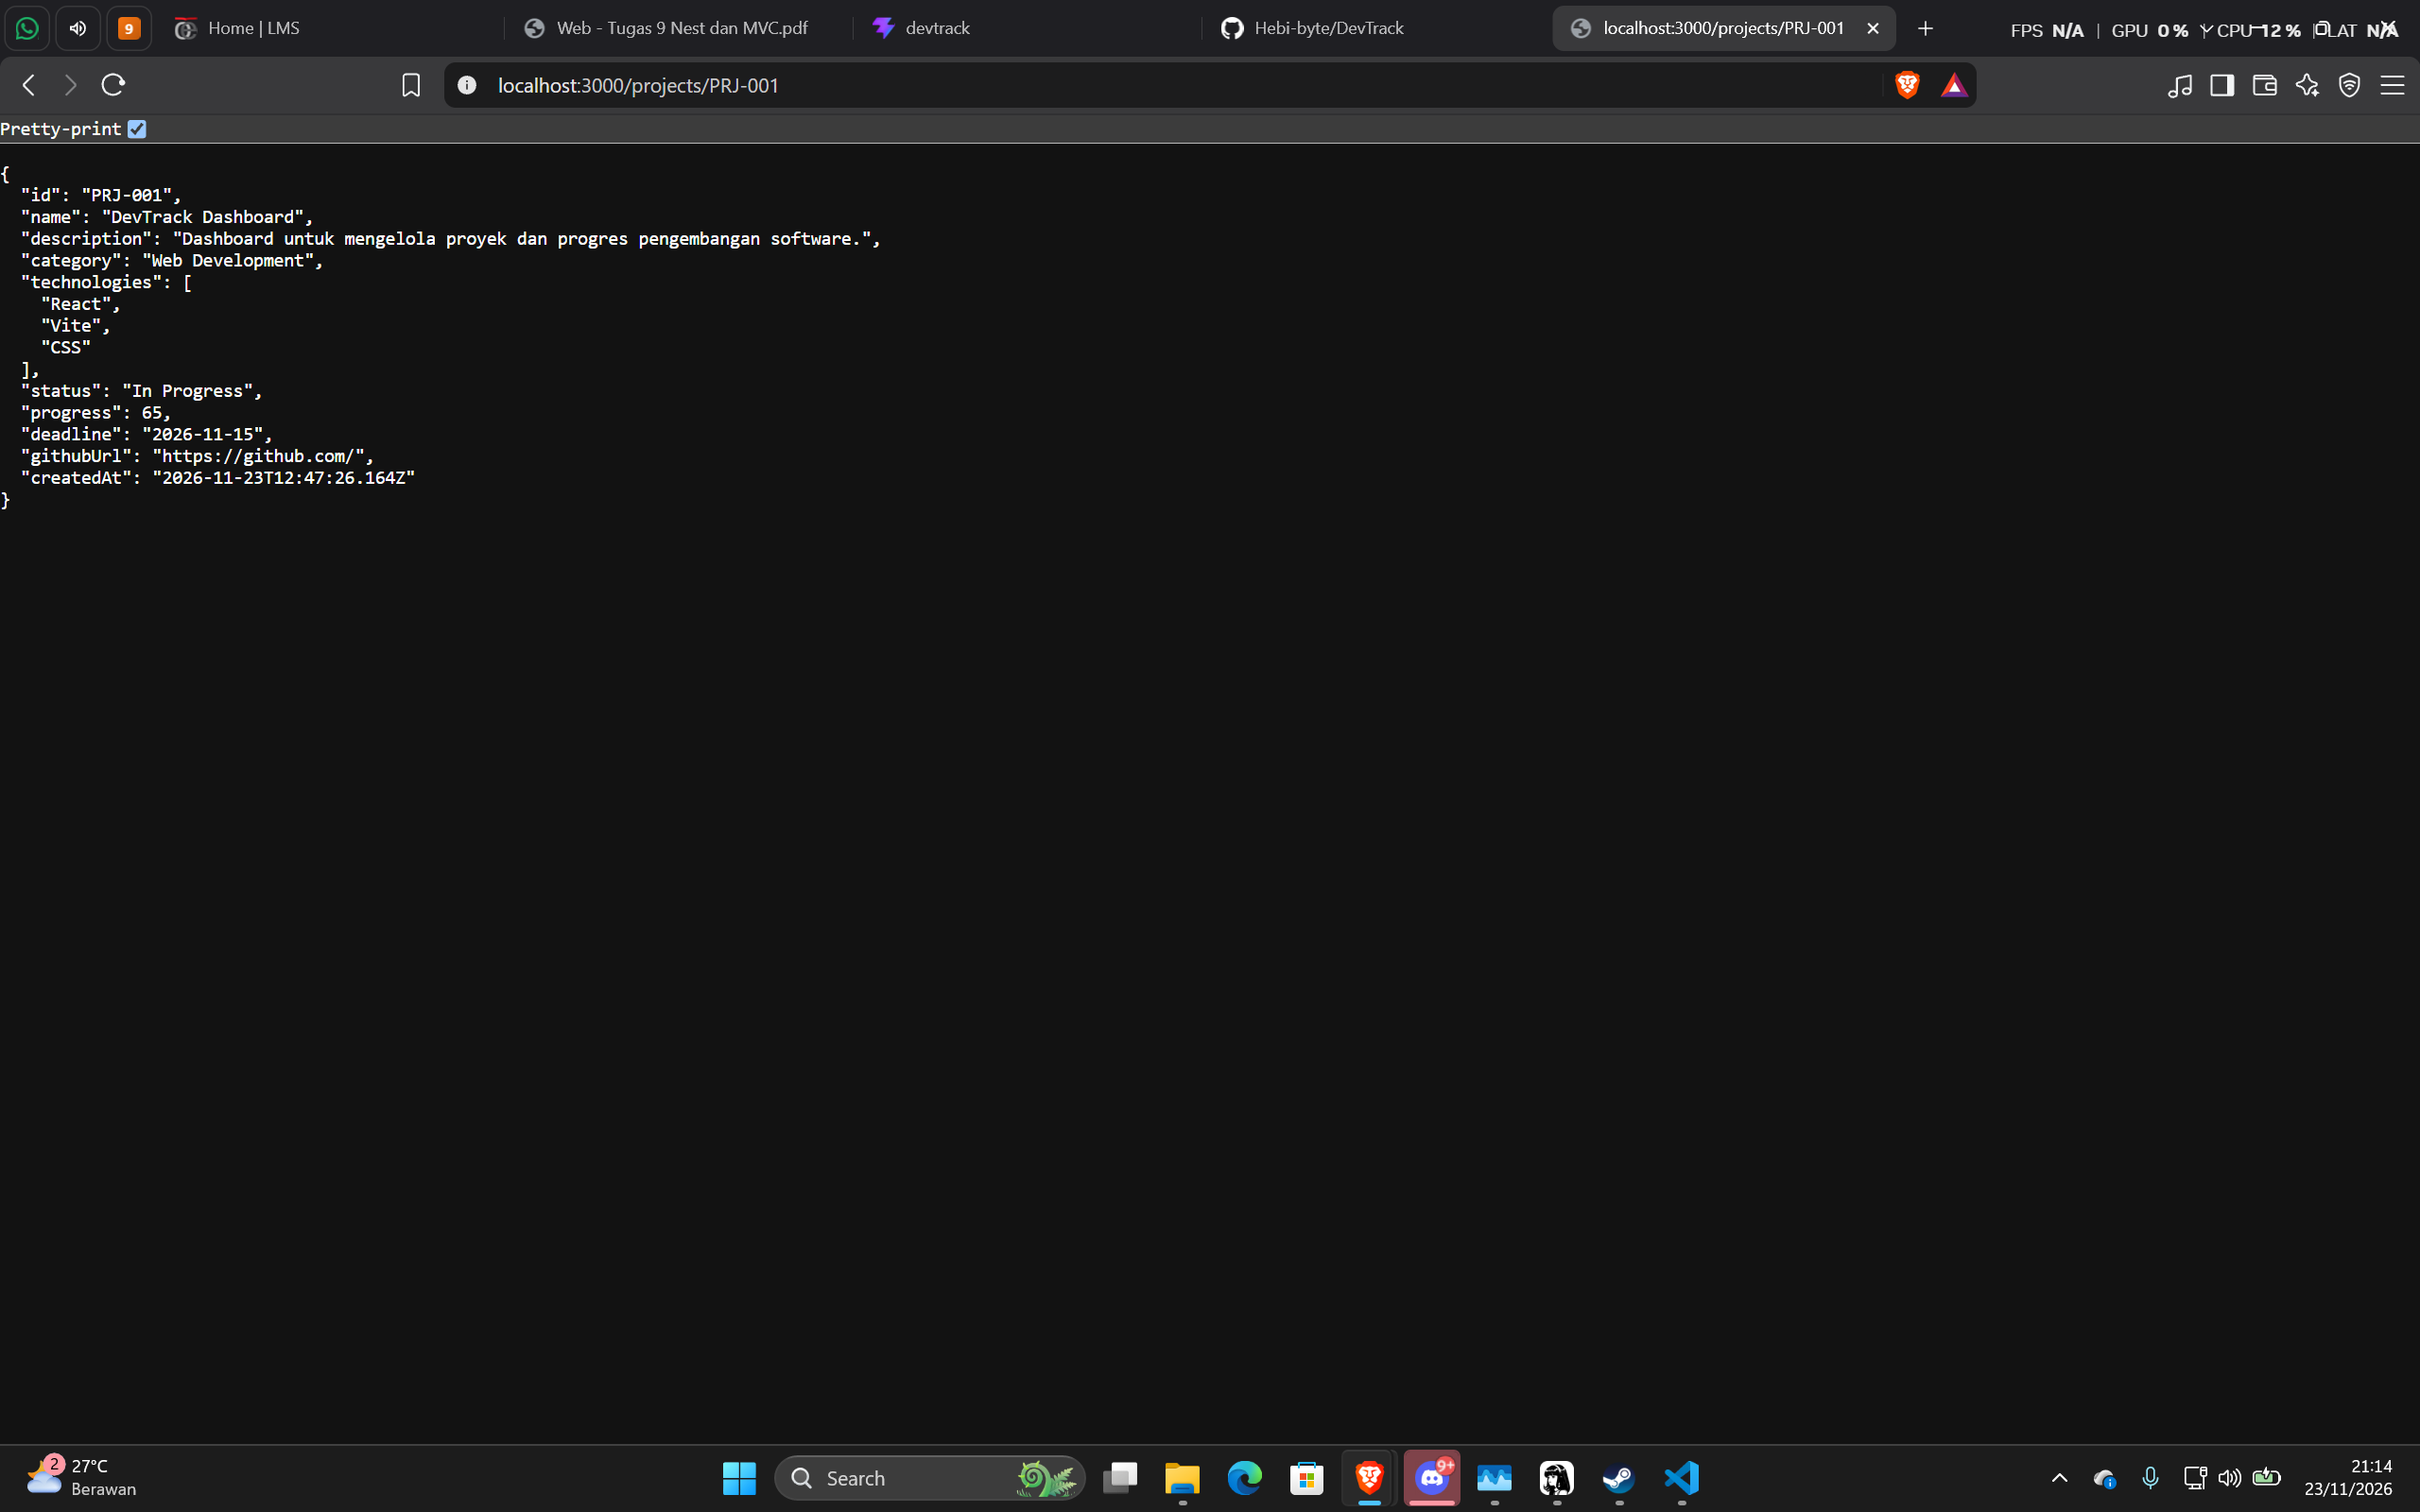 9
Home | LMS
Web - Tugas 9 Nest dan MVC.pdf
devtrack
Hebi-byte/DevTrack
localhost:3000/projects/PRJ-001
FPS N/A | GPU 0 % CPU 12 % LAT N/A
localhost:3000/projects/PRJ-001
Pretty-print
{
  "id": "PRJ-001",
  "name": "DevTrack Dashboard",
  "description": "Dashboard untuk mengelola proyek dan progres pengembangan software.",
  "category": "Web Development",
  "technologies": [
    "React",
    "Vite",
    "CSS"
  ],
  "status": "In Progress",
  "progress": 65,
  "deadline": "2026-11-15",
  "githubUrl": "https://github.com/",
  "createdAt": "2026-11-23T12:47:26.164Z"
}
2
27°C
Berawan
Search
9+
21:14
23/11/2026